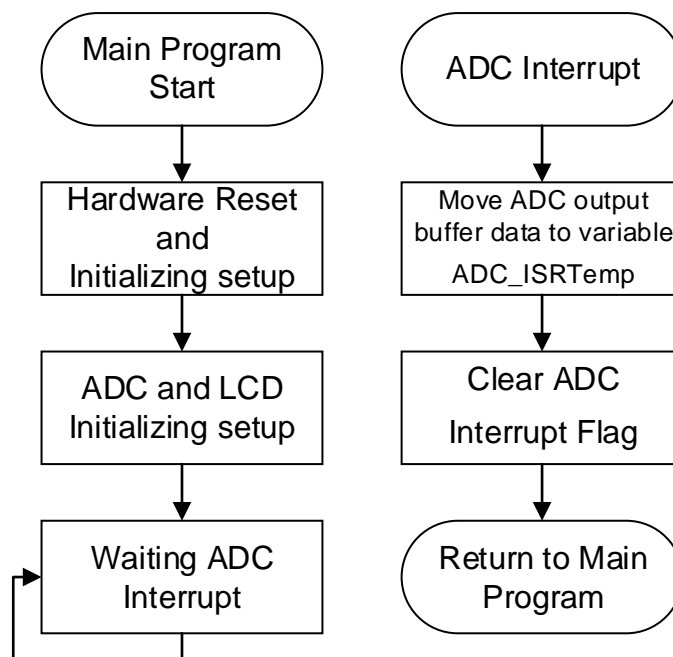 Main Program
Start
Hardware Reset
and
Initializing setup
ADC and LCD
Initializing setup
Waiting ADC
Interrupt
ADC Interrupt
Move ADC output
buffer data to variable
ADC_ISRTemp
Clear ADC
Interrupt Flag
Return to Main
Program